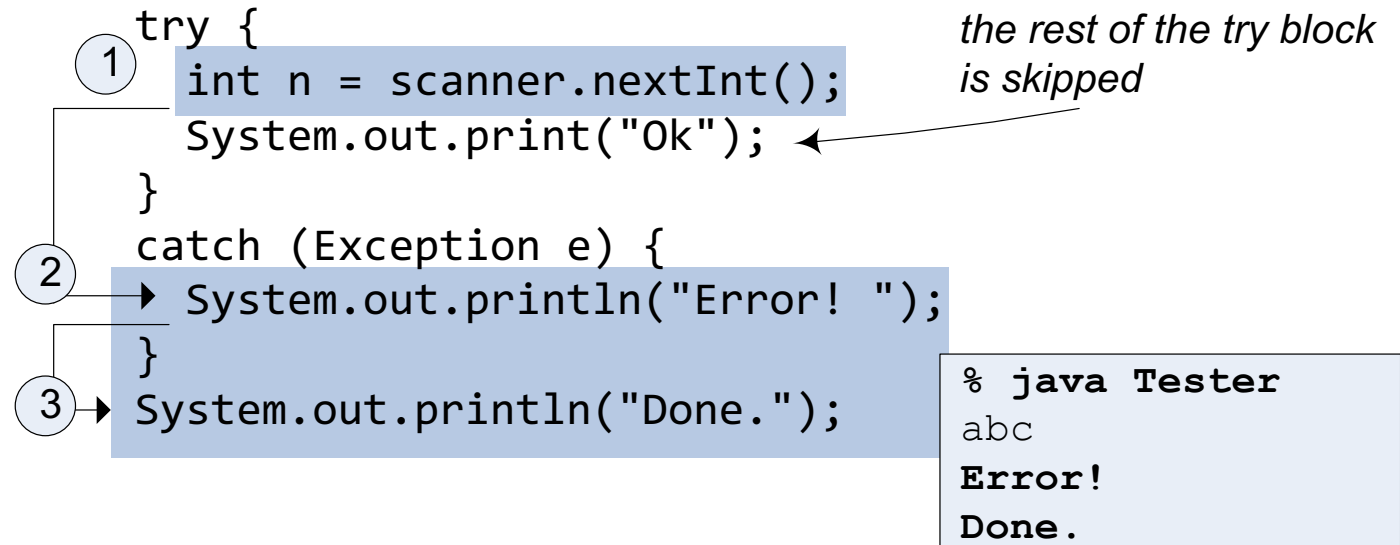 try {
1
int n = scanner.nextInt();
System.out.print("Ok");
}
catch (Exception e) {
2
System.out.println("Error! ");
}
3
System.out.println("Done.");
the rest of the try block
is skipped
% java Tester
abc
Error!
Done.